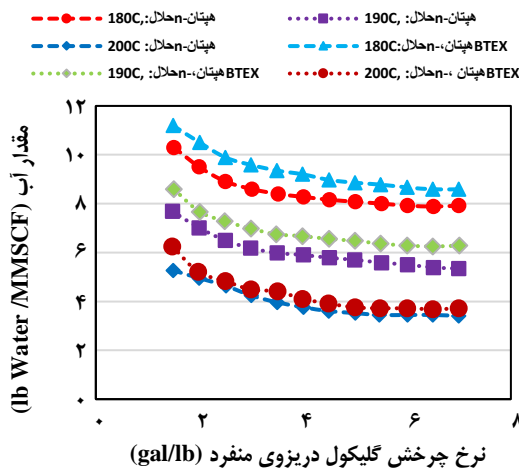 180C,:حلال n-هپتان
190C, :حلال n-هپتان
200C, :حلال n-هپتان
180C:حلال n-،هپتان BTEX
190C, :حلال n-،هپتان BTEX
200C, :حلال n-، هپتان BTEX
مقدار آب (lb Water /MMSCF)
۱۲
۱۰
۸
۶
۴
۲
۰
۰ ۲ ۴ ۶ ۸
نرخ چرخش گلیکول دریزوی منفرد (gal/lb)